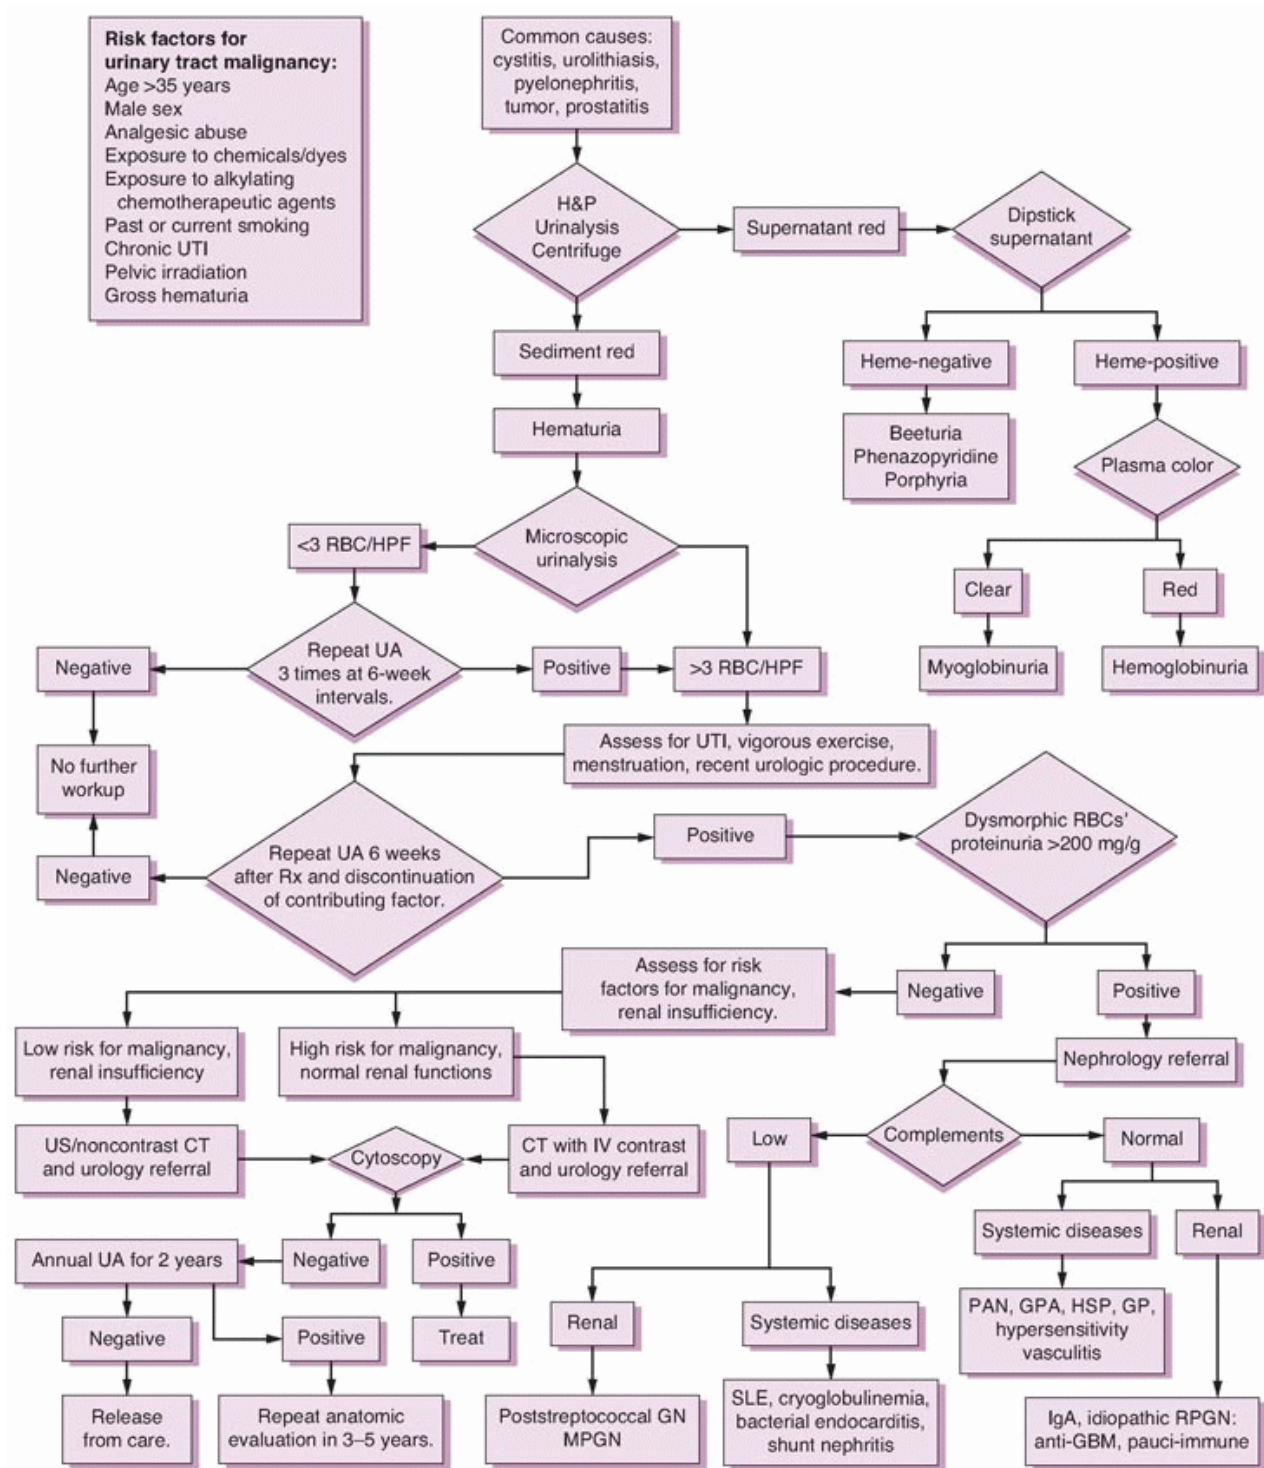 Risk factors for
urinary tract malignancy:
Age >35 years
Male sex
Analgesic abuse
Exposure to chemicals/dyes
Exposure to alkylating
chemotherapeutic agents
Past or current smoking
Chronic UTI
Pelvic irradiation
Gross hematuria
Common causes:
cystitis, urolithiasis,
pyelonephritis,
tumor, prostatitis
H&P
Urinalysis
Centrifuge
Supernatant red
Dipstick
supernatant
Sediment red
Heme-negative
Heme-positive
Hematuria
Beeturia
Phenazopyridine
Porphyria
Plasma color
<3 RBC/HPF
Microscopic
urinalysis
Clear
Red
Negative
Repeat UA
3 times at 6-week
intervals.
Positive
>3 RBC/HPF
Myoglobinuria
Hemoglobinuria
No further
workup
Assess for UTI, vigorous exercise,
menstruation, recent urologic procedure.
Negative
Repeat UA 6 weeks
after Rx and discontinuation
of contributing factor.
Positive
Dysmorphic RBCs'
proteinuria >200 mg/g
Assess for risk
factors for malignancy,
renal insufficiency.
Negative
Positive
Low risk for malignancy,
renal insufficiency
High risk for malignancy,
normal renal functions
Nephrology referral
US/noncontrast CT
and urology referral
Cytoscopy
CT with IV contrast
and urology referral
Low
Complements
Normal
Annual UA for 2 years
Negative
Positive
Systemic diseases
Renal
Negative
Positive
Treat
Renal
Systemic diseases
PAN, GPA, HSP, GP,
hypersensitivity
vasculitis
Release
from care.
Repeat anatomic
evaluation in 3–5 years.
Poststreptococcal GN
MPGN
SLE, cryoglobulinemia,
bacterial endocarditis,
shunt nephritis
IgA, idiopathic RPGN:
anti-GBM, pauci-immune